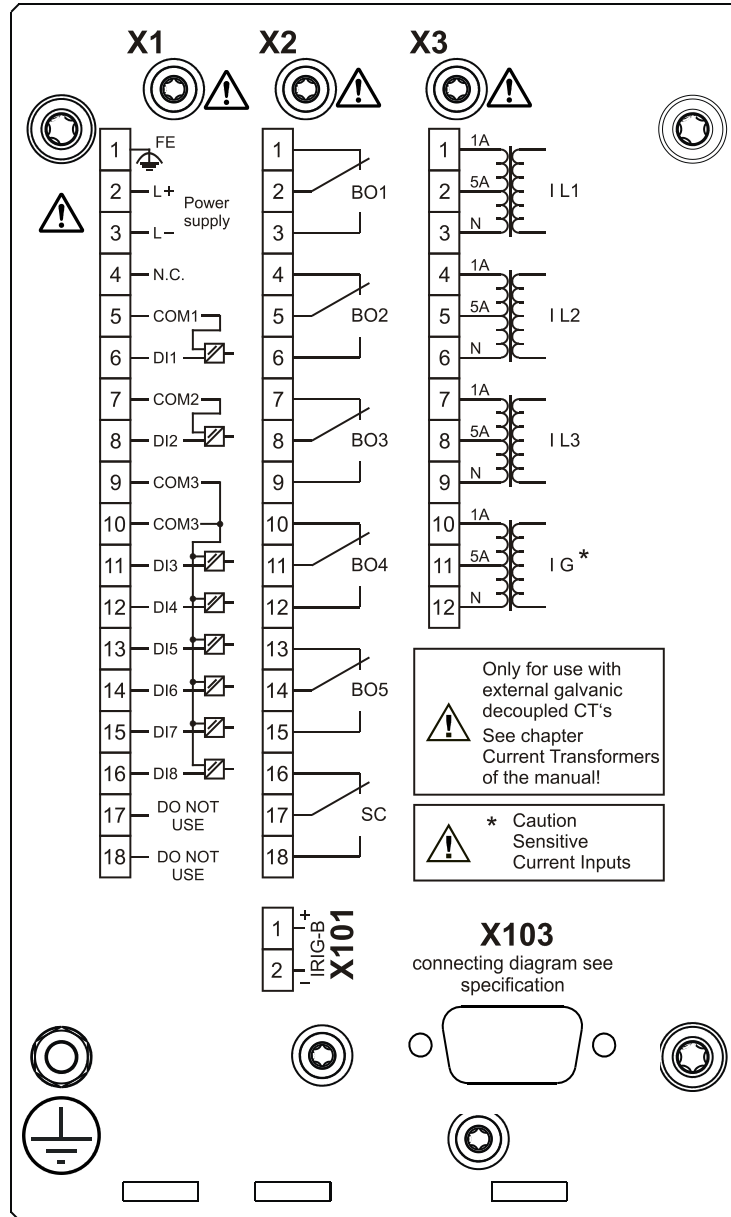 X1 X2 X3
1 FE
2 L+
Power
supply
3 L-
4 N.C.
5 COM1
6 DI1
7 COM2
8 DI2
9 COM3
10 COM3
11 DI3
12 DI4
13 DI5
14 DI6
15 DI7
16 DI8
17 DO NOT
USE
18 DO NOT
USE
1
2 BO1
3
4
5 BO2
6
7
8 BO3
9
10
11 BO4
12
13
14 BO5
15
16
17 SC
18
1 1A
2 5A I L1
3 N
4 1A
5 5A I L2
6 N
7 1A
8 5A I L3
9 N
10 1A
11 5A I G*
12 N
Only for use with
external galvanic
decoupled CT‘s
See chapter
Current Transformers
of the manual!
* Caution
Sensitive
Current Inputs
1 +
2 –
IRIG-B
X101
X103
connecting diagram see
specification